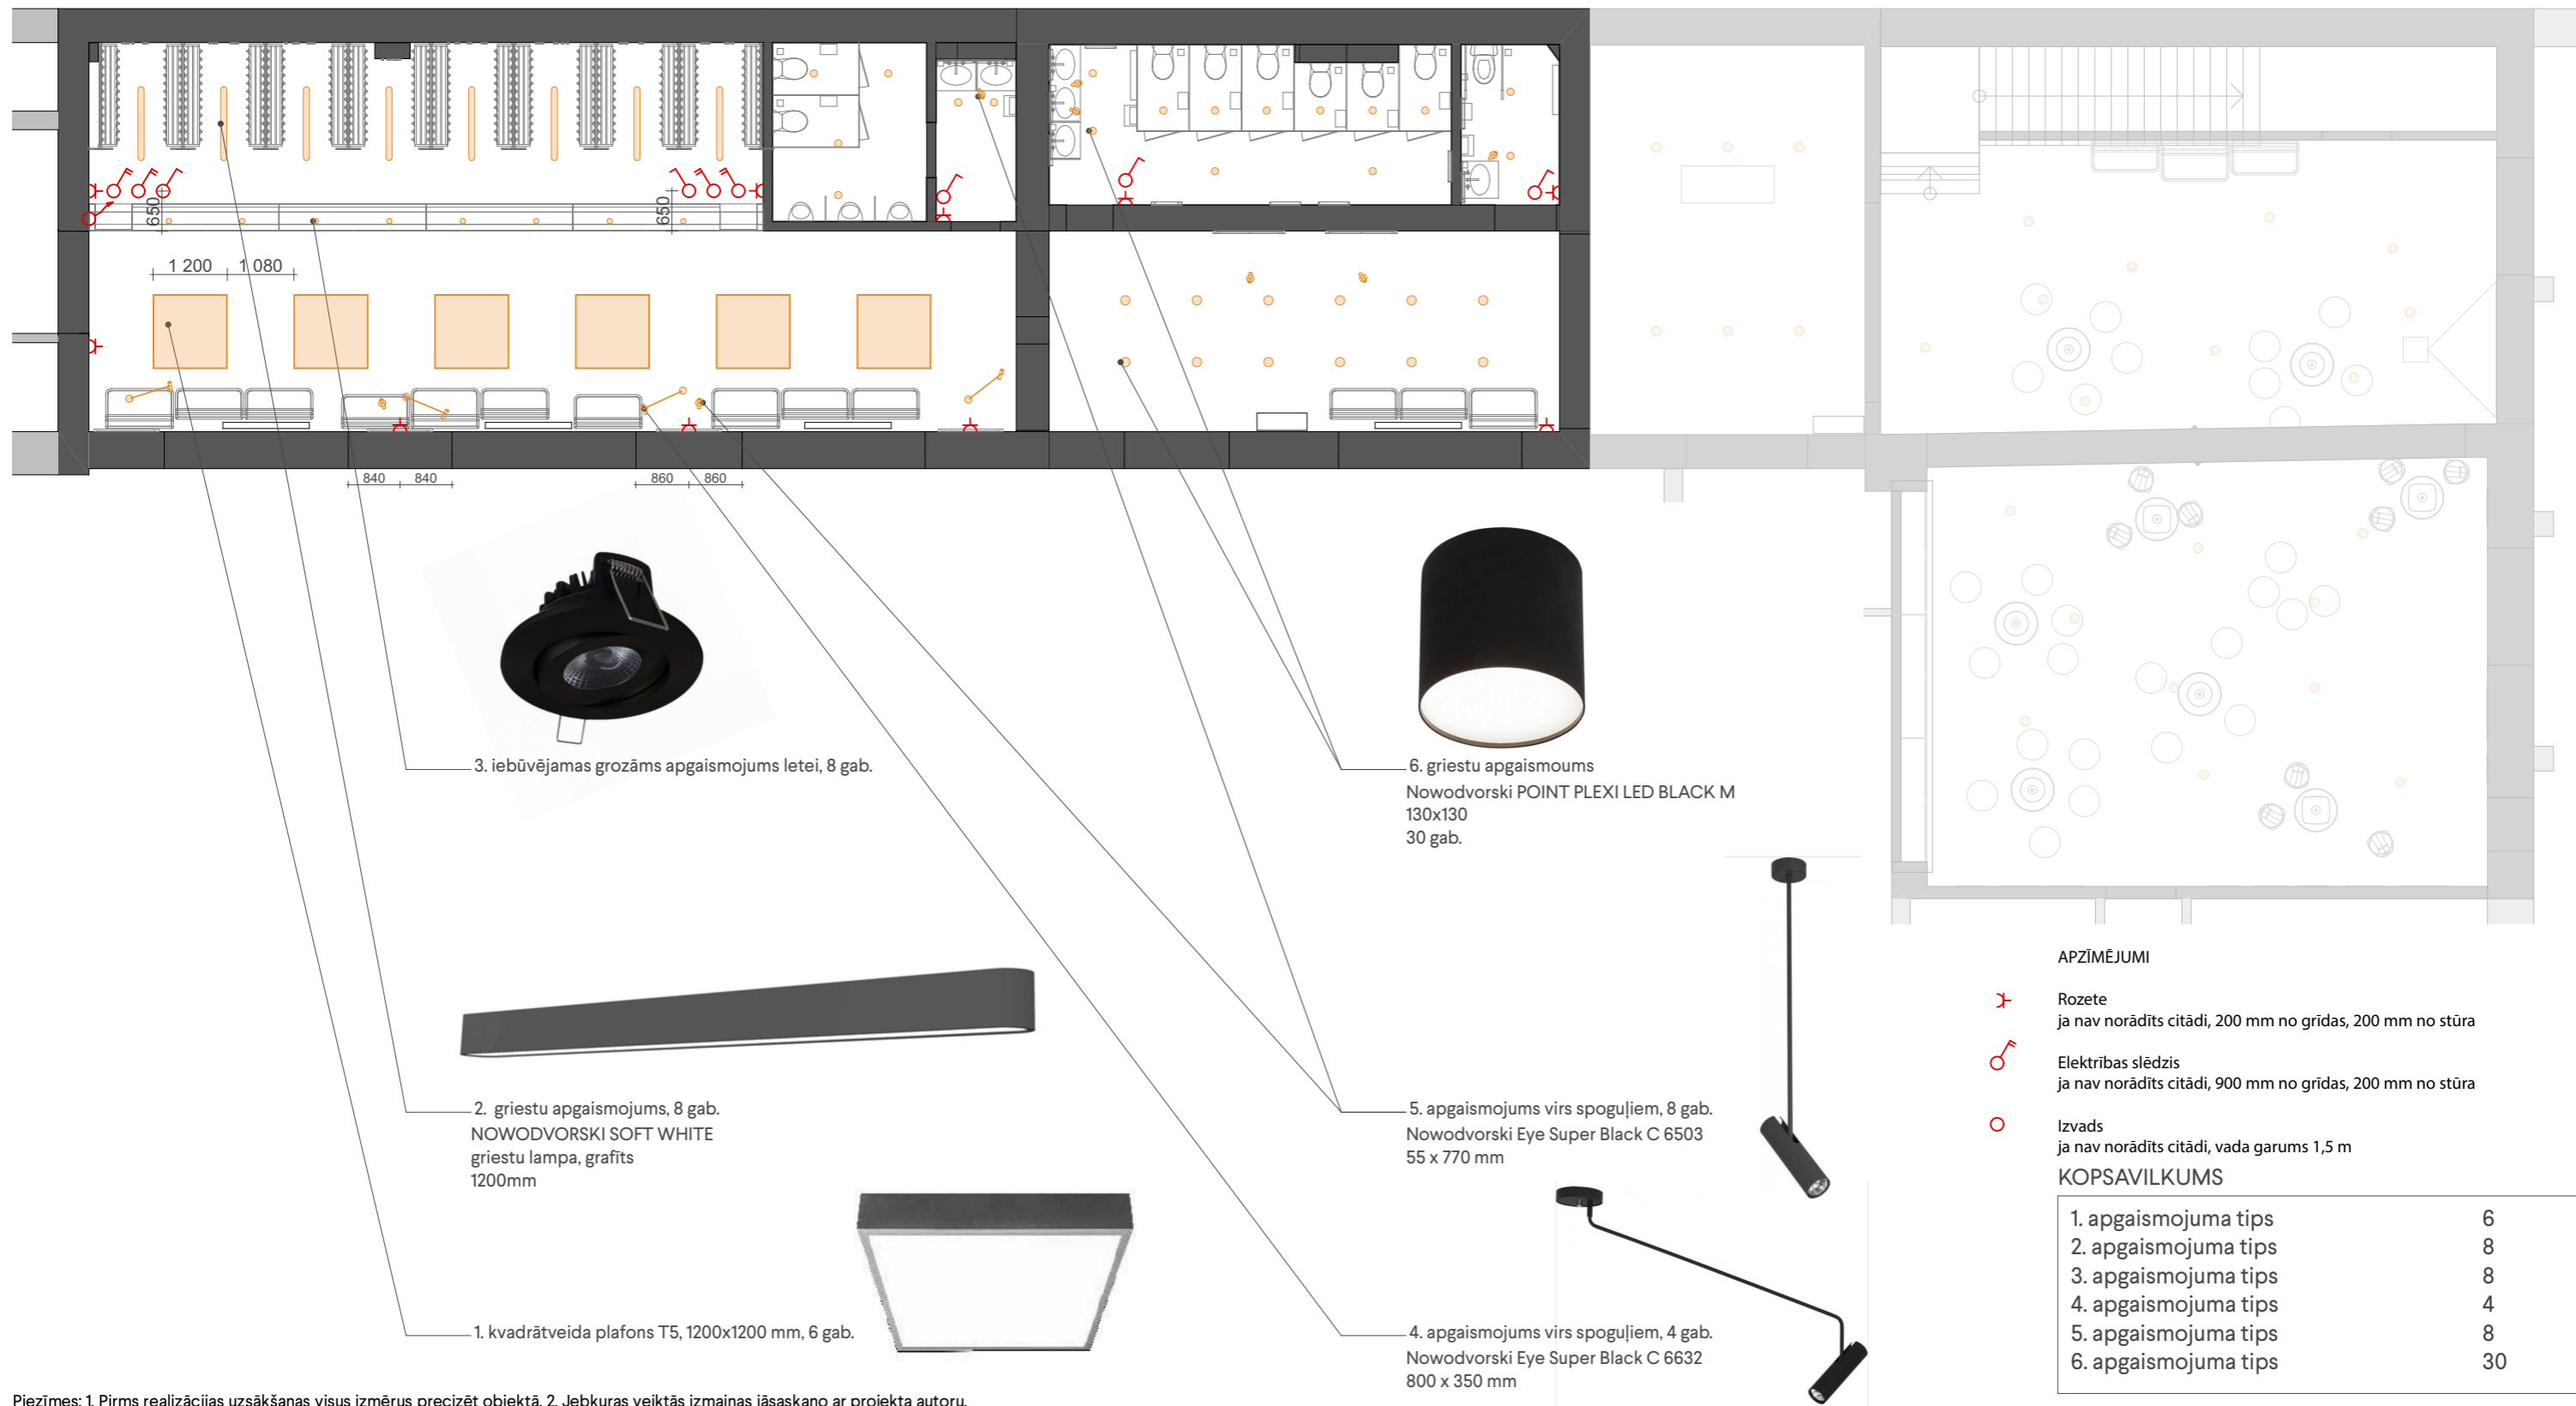 650
650
1 200
1 080
840
840
860
860
3. iebūvējamas grozāms apgaismojums letei, 8 gab.
6. griestu apgaismoums
Nowodvorski POINT PLEXI LED BLACK M
130x130
30 gab.
2. griestu apgaismojums, 8 gab.
NOWODVORSKI SOFT WHITE
griestu lampa, grafīts
1200mm
5. apgaismojums virs spoguļiem, 8 gab.
Nowodvorski Eye Super Black C 6503
55 x 770 mm
1. kvadrātveida plafons T5, 1200x1200 mm, 6 gab.
4. apgaismojums virs spoguļiem, 4 gab.
Nowodvorski Eye Super Black C 6632
800 x 350 mm
APZĪMĒJUMI
Rozete
ja nav norādīts citādi, 200 mm no grīdas, 200 mm no stūra
Elektrības slēdzis
ja nav norādīts citādi, 900 mm no grīdas, 200 mm no stūra
Izvads
ja nav norādīts citādi, vada garums 1,5 m
KOPSAVILKUMS
1. apgaismojuma tips 6
2. apgaismojuma tips 8
3. apgaismojuma tips 8
4. apgaismojuma tips 4
5. apgaismojuma tips 8
6. apgaismojuma tips 30
Piezīmes: 1. Pirms realizācijas uzsākšanas visus izmērus precizēt objektā. 2. Jebkuras veiktās izmaiņas jāsaskaņo ar projekta autoru.